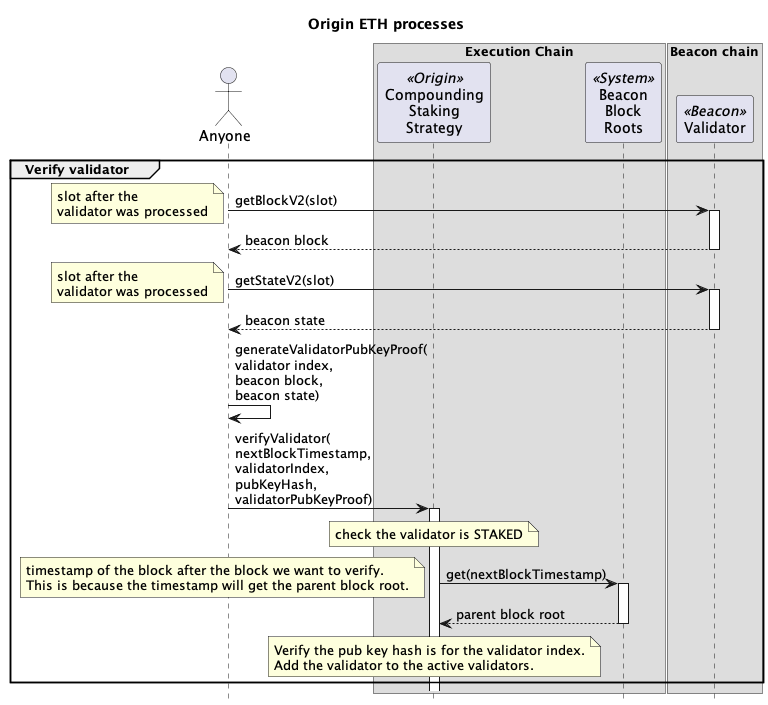 Origin ETH processes
Execution Chain
Beacon chain
«Origin»
Compounding
Staking
Strategy
«System»
Beacon
Block
Roots
«Beacon»
Validator
Anyone
Verify validator
slot after the
validator was processed
getBlockV2(slot)
beacon block
slot after the
validator was processed
getStateV2(slot)
beacon state
generateValidatorPubKeyProof(
validator index,
beacon block,
beacon state)
verifyValidator(
nextBlockTimestamp,
validatorIndex,
pubKeyHash,
validatorPubKeyProof)
check the validator is STAKED
timestamp of the block after the block we want to verify.
This is because the timestamp will get the parent block root.
get(nextBlockTimestamp)
parent block root
Verify the pub key hash is for the validator index.
Add the validator to the active validators.